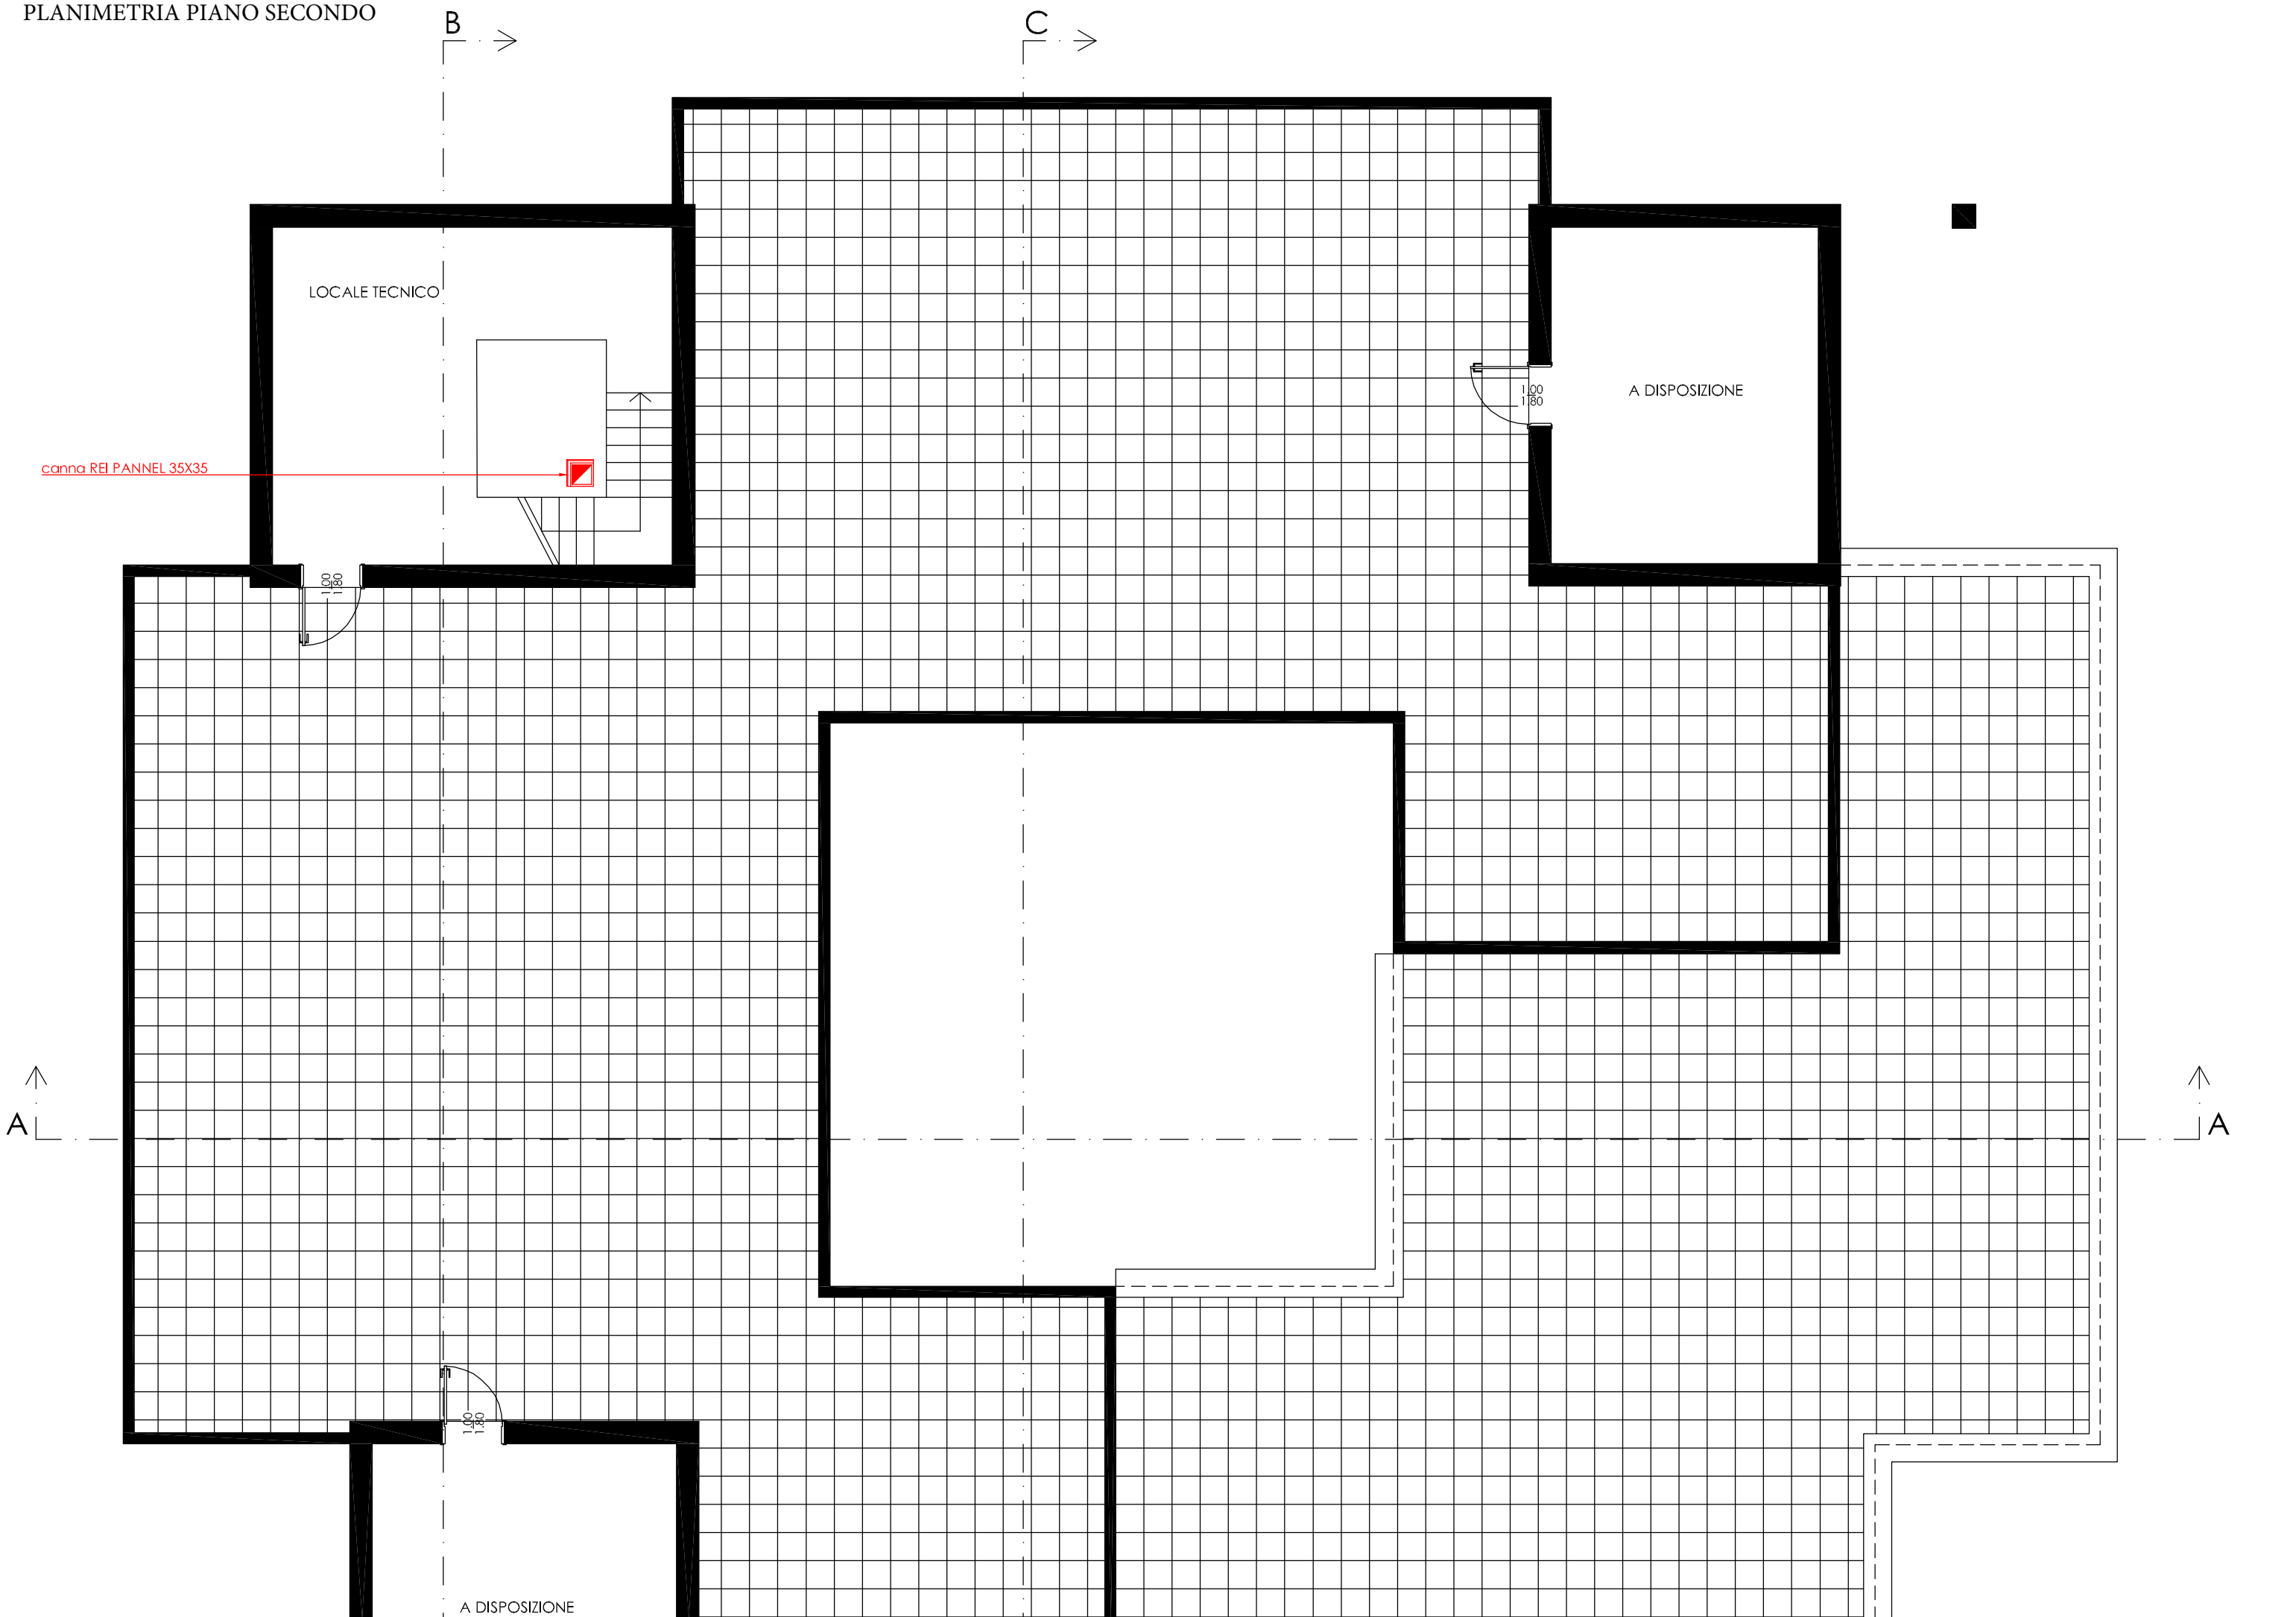 PLANIMETRIA PIANO SECONDO
B
C
LOCALE TECNICO
1.00
1.80
A DISPOSIZIONE
canna REI PANNEL 35X35
1.00
1.80
A
A
1.00
1.80
A DISPOSIZIONE